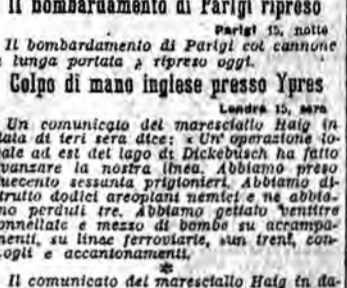 Il bombardamento di Parigi ripreso
Parigi 15, notte
Il bombardamento di Parigi col cannone
a lunga portata è ripreso oggi.
Colpo di mano inglese presso Ypres
Londra 15, sera
Un comunicato del maresciallo Haig in
data di ieri sera dice: « Un' operazione lo-
cale ad est del lago di Dickebusch ha fatto
avanzare la nostra linea. Abbiamo preso
duecento sessanta prigionieri. Abbiamo di-
strutto dodici areoplani nemici e ne abbia-
mo perduti tre. Abbiamo gettato ventitre
tonnellate e mezzo di bombe su accampa-
menti, su linee ferroviarie, sun treni, con-
vogli e accantonamenti.
*
Il comunicato del maresciallo Haig in da-